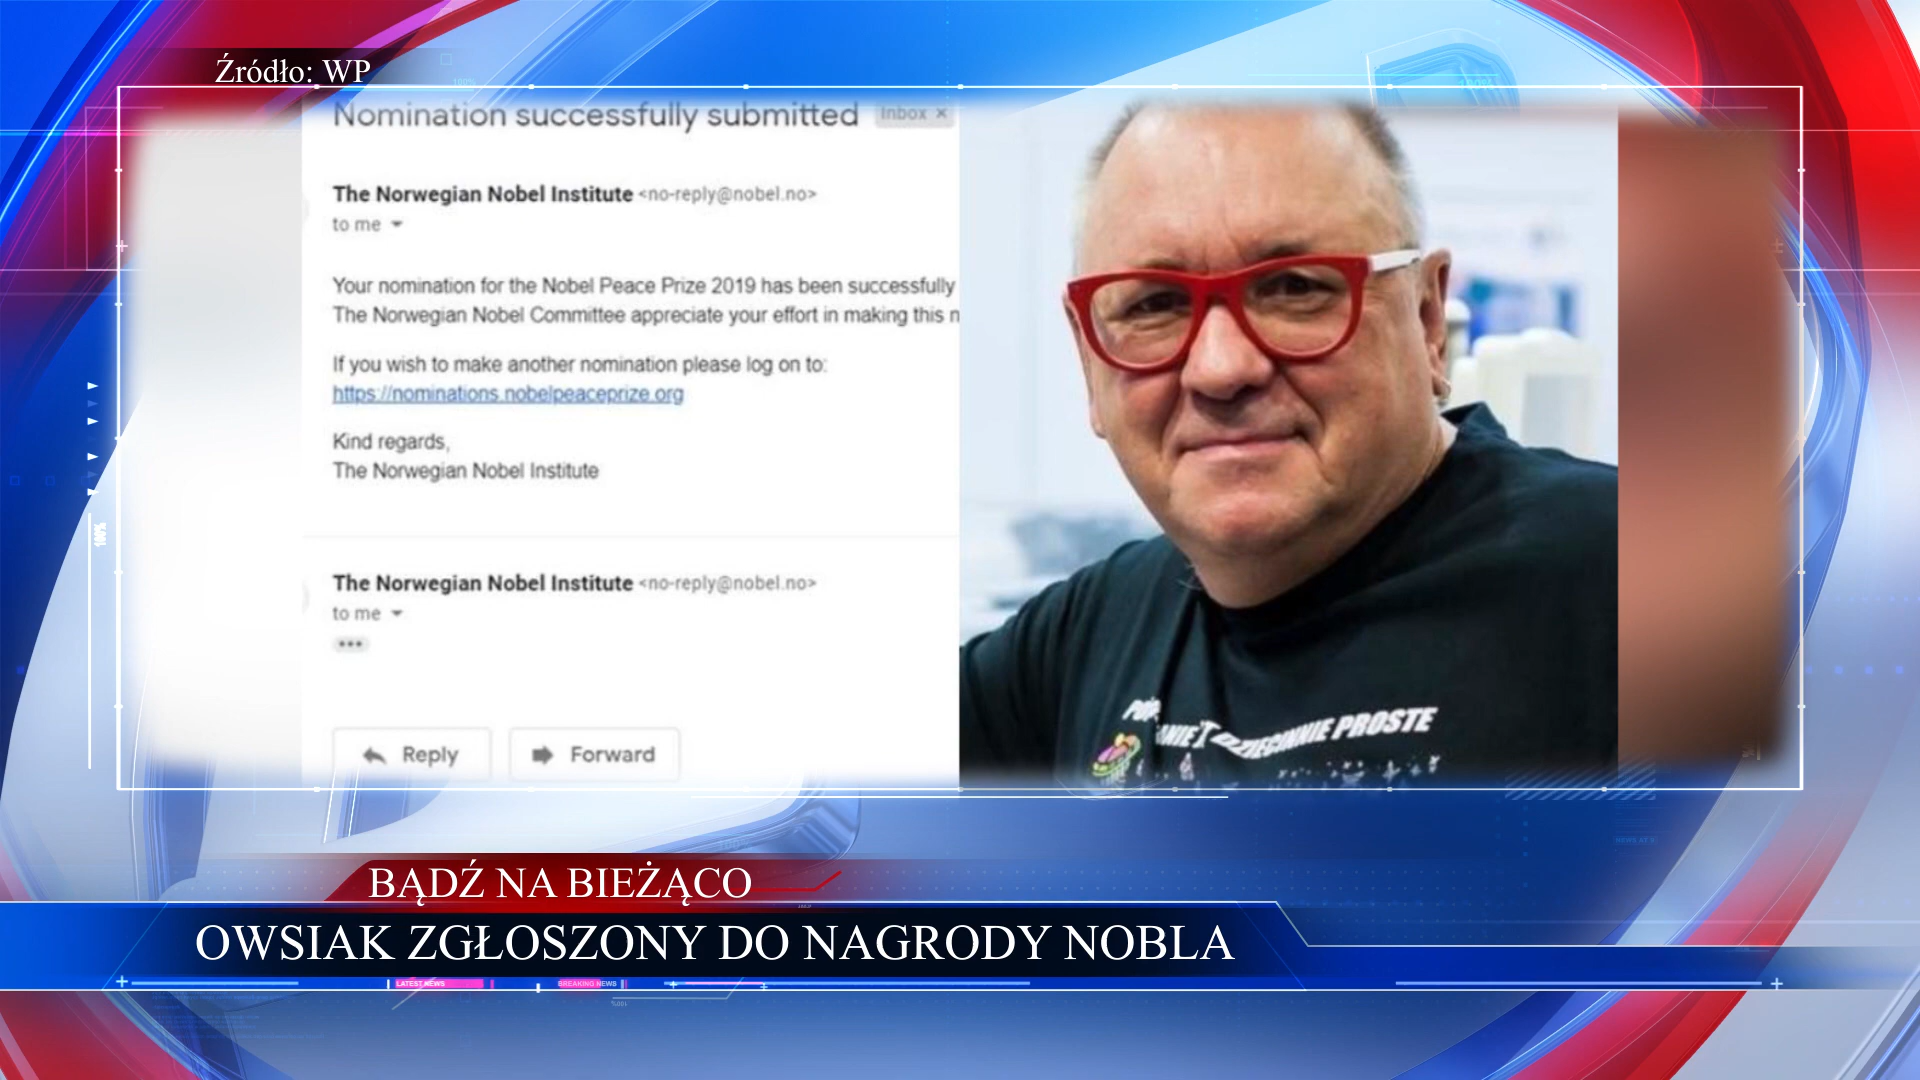 Źródło: WP
Nomination successfully submitted Inbox ×
The Norwegian Nobel Institute <no-reply@nobel.no>
to me
Your nomination for the Nobel Peace Prize 2019 has been successfully
The Norwegian Nobel Committee appreciate your effort in making this n
If you wish to make another nomination please log on to:
https://nominations.nobelpeaceprize.org
Kind regards,
The Norwegian Nobel Institute
The Norwegian Nobel Institute <no-reply@nobel.no>
to me
Reply Forward
DZIECINNIE PROSTE
100%
100%
100%
BĄDŹ NA BIEŻĄCO
OWSIAK ZGŁOSZONY DO NAGRODY NOBLA
LATEST NEWS BREAKING NEWS